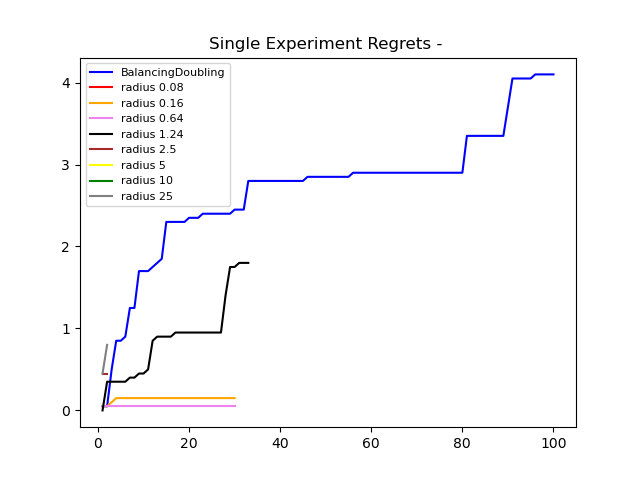 Single Experiment Regrets -
BalancingDoubling
radius 0.08
radius 0.16
radius 0.64
radius 1.24
radius 2.5
radius 5
radius 10
radius 25
4
3
2
1
0
0 20 40 60 80 100